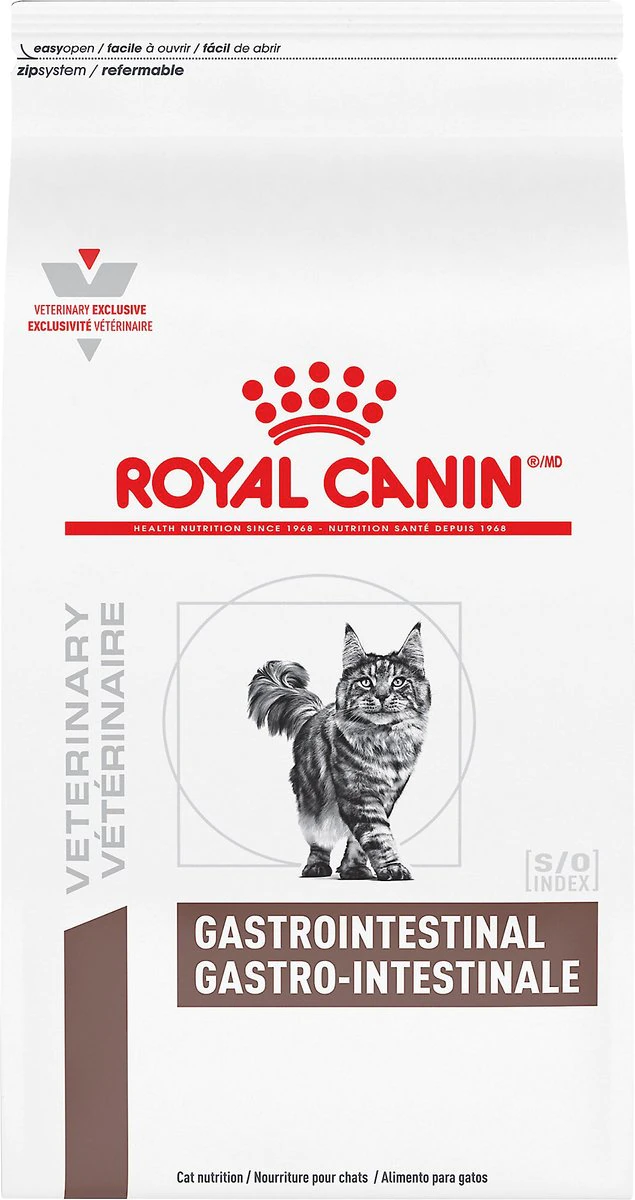 easyopen / facile à ouvrir / fácil de abrir
zipsystem / refermable
VETERINARY EXCLUSIVE
EXCLUSIVITÉ VÉTÉRINAIRE
ROYAL CANIN ®/MD
HEALTH NUTRITION SINCE 1968 - NUTRITION SANTÉ DEPUIS 1968
VETERINARY
VÉTÉRINAIRE
[S/O
INDEX]
GASTROINTESTINAL
GASTRO-INTESTINALE
Cat nutrition / Nourriture pour chats / Alimento para gatos